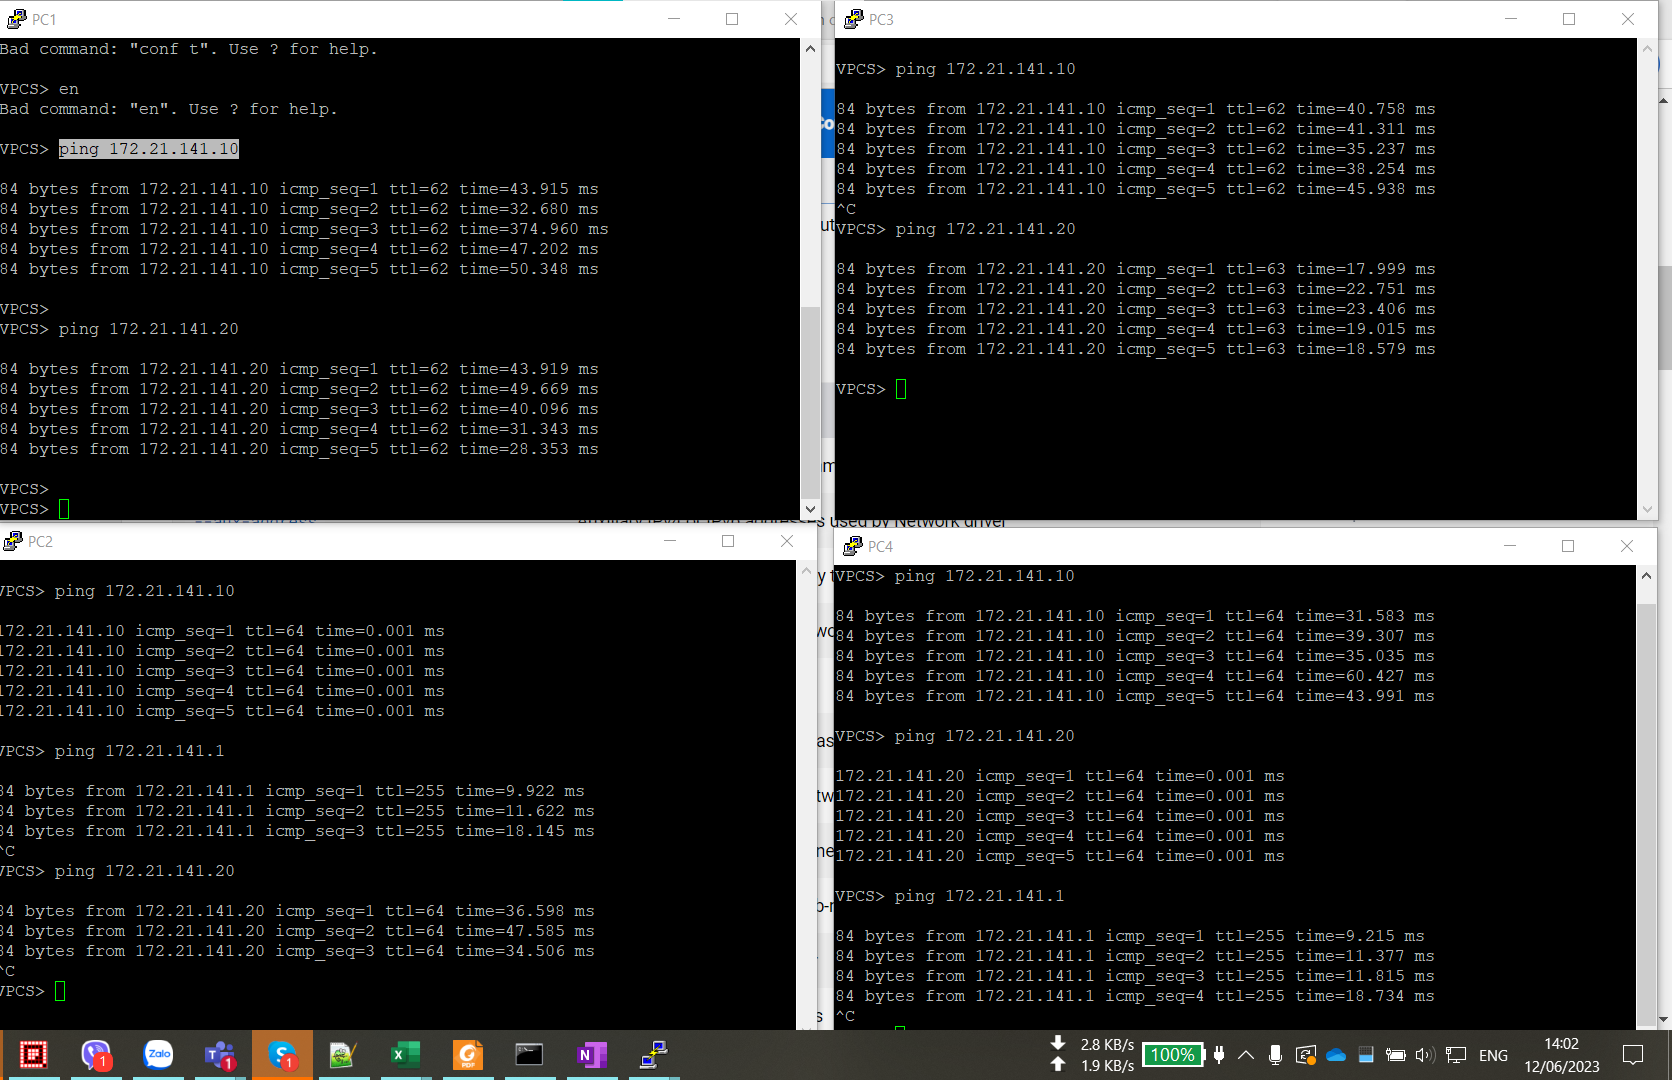 PC1
Bad command: "conf t". Use ? for help.
VPCS> en
Bad command: "en". Use ? for help.
VPCS> ping 172.21.141.10
84 bytes from 172.21.141.10 icmp_seq=1 ttl=62 time=43.915 ms
84 bytes from 172.21.141.10 icmp_seq=2 ttl=62 time=32.680 ms
84 bytes from 172.21.141.10 icmp_seq=3 ttl=62 time=374.960 ms
84 bytes from 172.21.141.10 icmp_seq=4 ttl=62 time=47.202 ms
84 bytes from 172.21.141.10 icmp_seq=5 ttl=62 time=50.348 ms
VPCS>
VPCS> ping 172.21.141.20
84 bytes from 172.21.141.20 icmp_seq=1 ttl=62 time=43.919 ms
84 bytes from 172.21.141.20 icmp_seq=2 ttl=62 time=49.669 ms
84 bytes from 172.21.141.20 icmp_seq=3 ttl=62 time=40.096 ms
84 bytes from 172.21.141.20 icmp_seq=4 ttl=62 time=31.343 ms
84 bytes from 172.21.141.20 icmp_seq=5 ttl=62 time=28.353 ms
VPCS>
VPCS>
PC3
VPCS> ping 172.21.141.10
84 bytes from 172.21.141.10 icmp_seq=1 ttl=62 time=40.758 ms
84 bytes from 172.21.141.10 icmp_seq=2 ttl=62 time=41.311 ms
84 bytes from 172.21.141.10 icmp_seq=3 ttl=62 time=35.237 ms
84 bytes from 172.21.141.10 icmp_seq=4 ttl=62 time=38.254 ms
84 bytes from 172.21.141.10 icmp_seq=5 ttl=62 time=45.938 ms
^C
VPCS> ping 172.21.141.20
84 bytes from 172.21.141.20 icmp_seq=1 ttl=63 time=17.999 ms
84 bytes from 172.21.141.20 icmp_seq=2 ttl=63 time=22.751 ms
84 bytes from 172.21.141.20 icmp_seq=3 ttl=63 time=23.406 ms
84 bytes from 172.21.141.20 icmp_seq=4 ttl=63 time=19.015 ms
84 bytes from 172.21.141.20 icmp_seq=5 ttl=63 time=18.579 ms
VPCS>
used by Network driver
PC2
VPCS> ping 172.21.141.10
172.21.141.10 icmp_seq=1 ttl=64 time=0.001 ms
172.21.141.10 icmp_seq=2 ttl=64 time=0.001 ms
172.21.141.10 icmp_seq=3 ttl=64 time=0.001 ms
172.21.141.10 icmp_seq=4 ttl=64 time=0.001 ms
172.21.141.10 icmp_seq=5 ttl=64 time=0.001 ms
VPCS> ping 172.21.141.1
84 bytes from 172.21.141.1 icmp_seq=1 ttl=255 time=9.922 ms
84 bytes from 172.21.141.1 icmp_seq=2 ttl=255 time=11.622 ms
84 bytes from 172.21.141.1 icmp_seq=3 ttl=255 time=18.145 ms
^C
VPCS> ping 172.21.141.20
84 bytes from 172.21.141.20 icmp_seq=1 ttl=64 time=36.598 ms
84 bytes from 172.21.141.20 icmp_seq=2 ttl=64 time=47.585 ms
84 bytes from 172.21.141.20 icmp_seq=3 ttl=64 time=34.506 ms
^C
VPCS>
PC4
VPCS> ping 172.21.141.10
84 bytes from 172.21.141.10 icmp_seq=1 ttl=64 time=31.583 ms
84 bytes from 172.21.141.10 icmp_seq=2 ttl=64 time=39.307 ms
84 bytes from 172.21.141.10 icmp_seq=3 ttl=64 time=35.035 ms
84 bytes from 172.21.141.10 icmp_seq=4 ttl=64 time=60.427 ms
84 bytes from 172.21.141.10 icmp_seq=5 ttl=64 time=43.991 ms
VPCS> ping 172.21.141.20
172.21.141.20 icmp_seq=1 ttl=64 time=0.001 ms
172.21.141.20 icmp_seq=2 ttl=64 time=0.001 ms
172.21.141.20 icmp_seq=3 ttl=64 time=0.001 ms
172.21.141.20 icmp_seq=4 ttl=64 time=0.001 ms
172.21.141.20 icmp_seq=5 ttl=64 time=0.001 ms
VPCS> ping 172.21.141.1
84 bytes from 172.21.141.1 icmp_seq=1 ttl=255 time=9.215 ms
84 bytes from 172.21.141.1 icmp_seq=2 ttl=255 time=11.377 ms
84 bytes from 172.21.141.1 icmp_seq=3 ttl=255 time=11.815 ms
84 bytes from 172.21.141.1 icmp_seq=4 ttl=255 time=18.734 ms
^C
1
Zalo
1
1
PDF
2.8 KB/s
1.9 KB/s
100%
ENG
14:02
12/06/2023